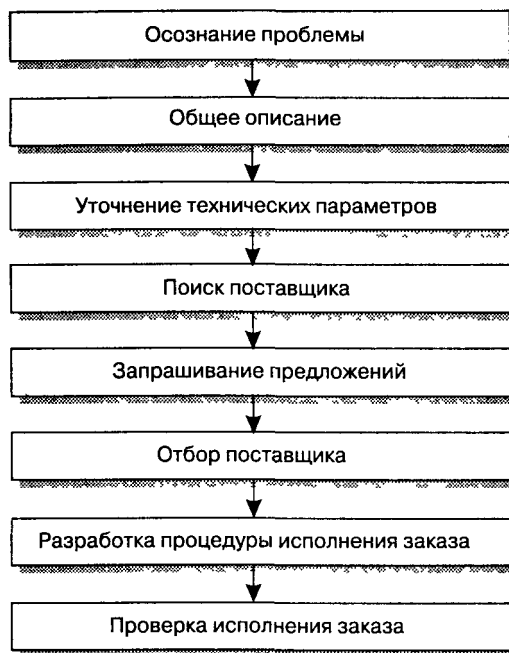 Осознание проблемы
Общее описание
Уточнение технических параметров
Поиск поставщика
Запрашивание предложений
Отбор поставщика
Разработка процедуры исполнения заказа
Проверка исполнения заказа